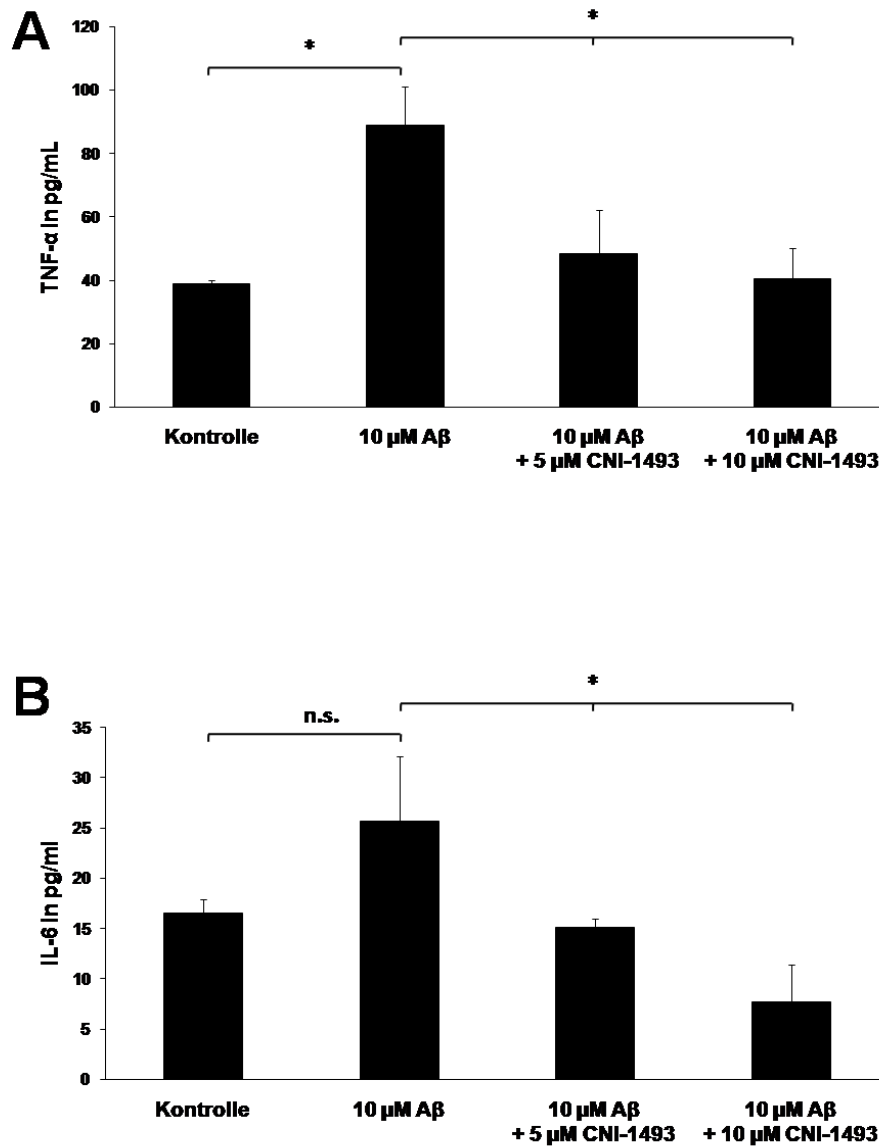 A
*
*
120
100
80
60
40
20
0
TNF-α in pg/mL
Kontrolle
10 µM Aβ
10 µM Aβ
+ 5 µM CNI-1493
10 µM Aβ
+ 10 µM CNI-1493
B
*
n.s.
35
30
25
20
15
10
5
0
IL-6 in pg/ml
Kontrolle
10 µM Aβ
10 µM Aβ
+ 5 µM CNI-1493
10 µM Aβ
+ 10 µM CNI-1493